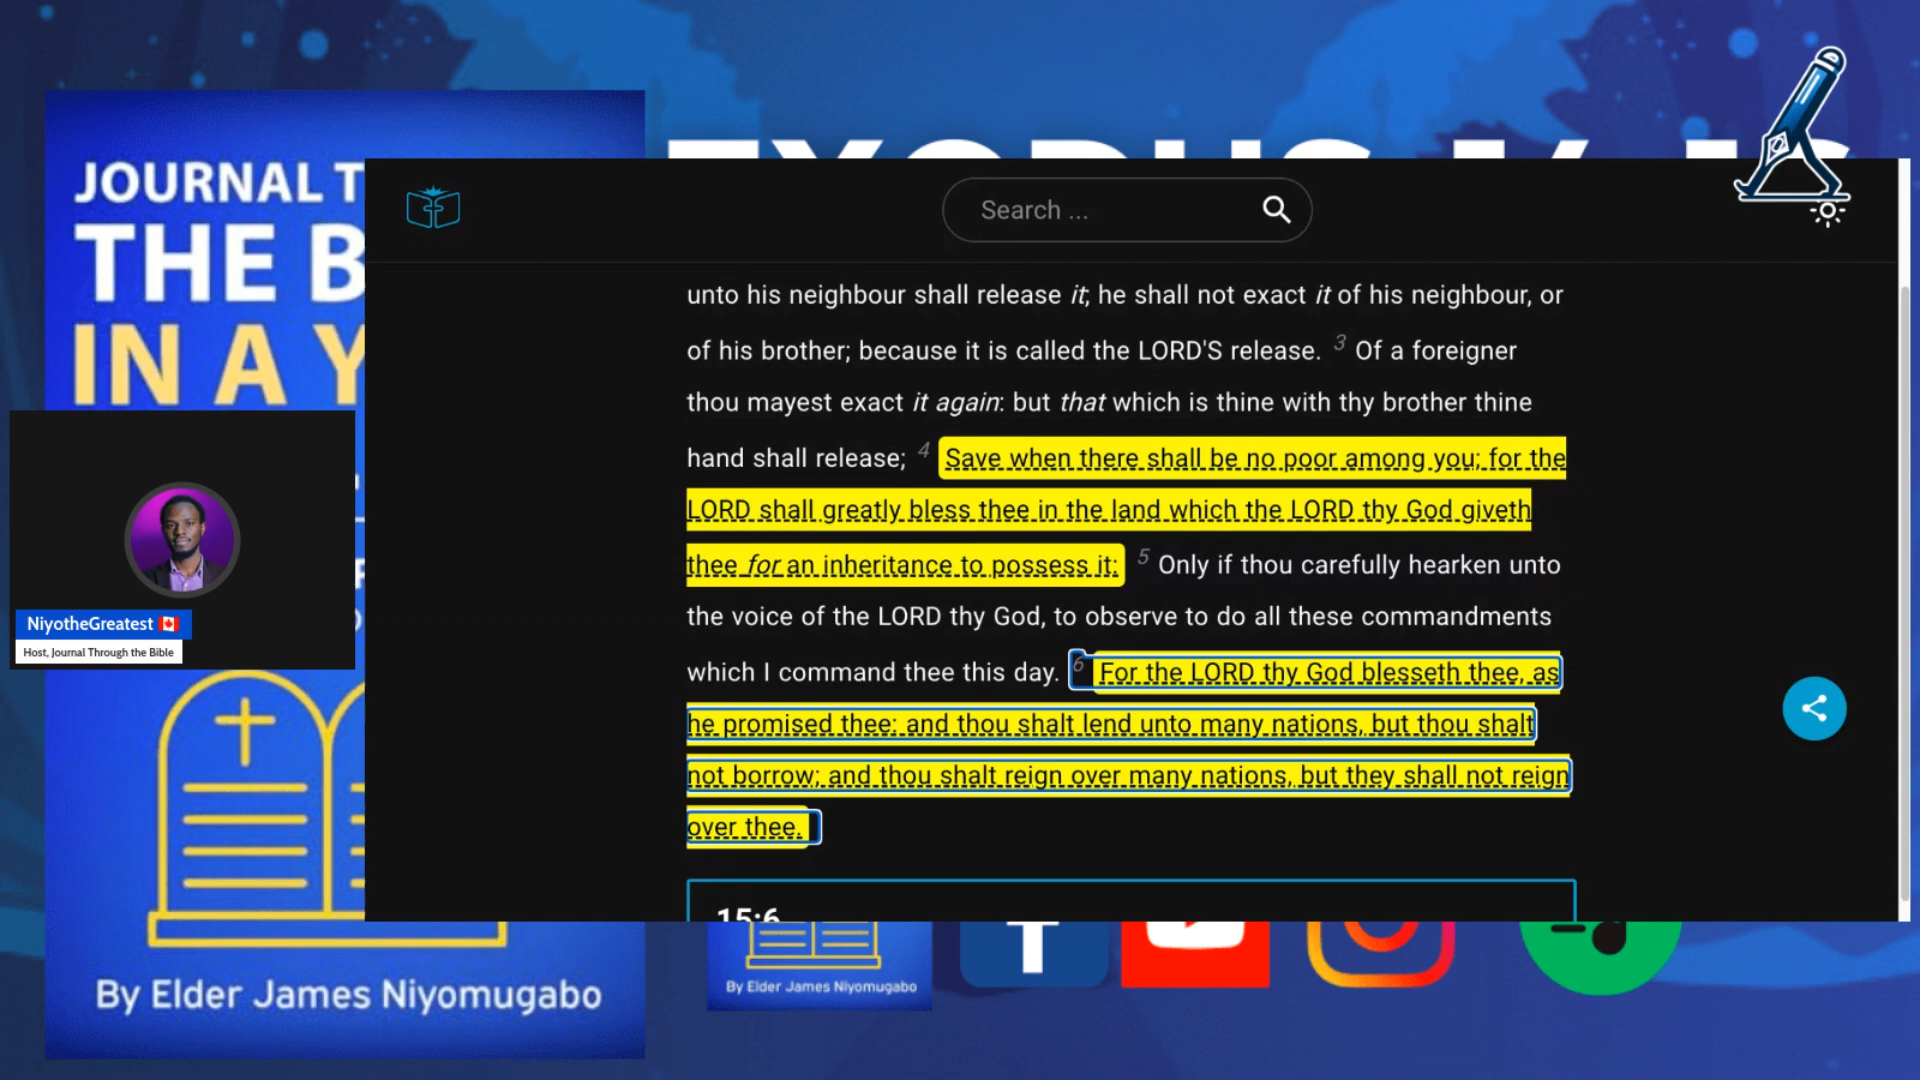 JOURNAL T
THE B
IN A Y
Search ...
unto his neighbour shall release it; he shall not exact it of his neighbour, or
of his brother; because it is called the LORD'S release. 3 Of a foreigner
thou mayest exact it again: but that which is thine with thy brother thine
hand shall release; 4 Save when there shall be no poor among you; for the
LORD shall greatly bless thee in the land which the LORD thy God giveth
thee for an inheritance to possess it: 5 Only if thou carefully hearken unto
the voice of the LORD thy God, to observe to do all these commandments
which I command thee this day. 6 For the LORD thy God blesseth thee, as
he promised thee: and thou shalt lend unto many nations, but thou shalt
not borrow; and thou shalt reign over many nations, but they shall not reign
over thee.
15:6
NiyotheGreatest
Host, Journal Through the Bible
By Elder James Niyomugabo
By Elder James Niyomugabo